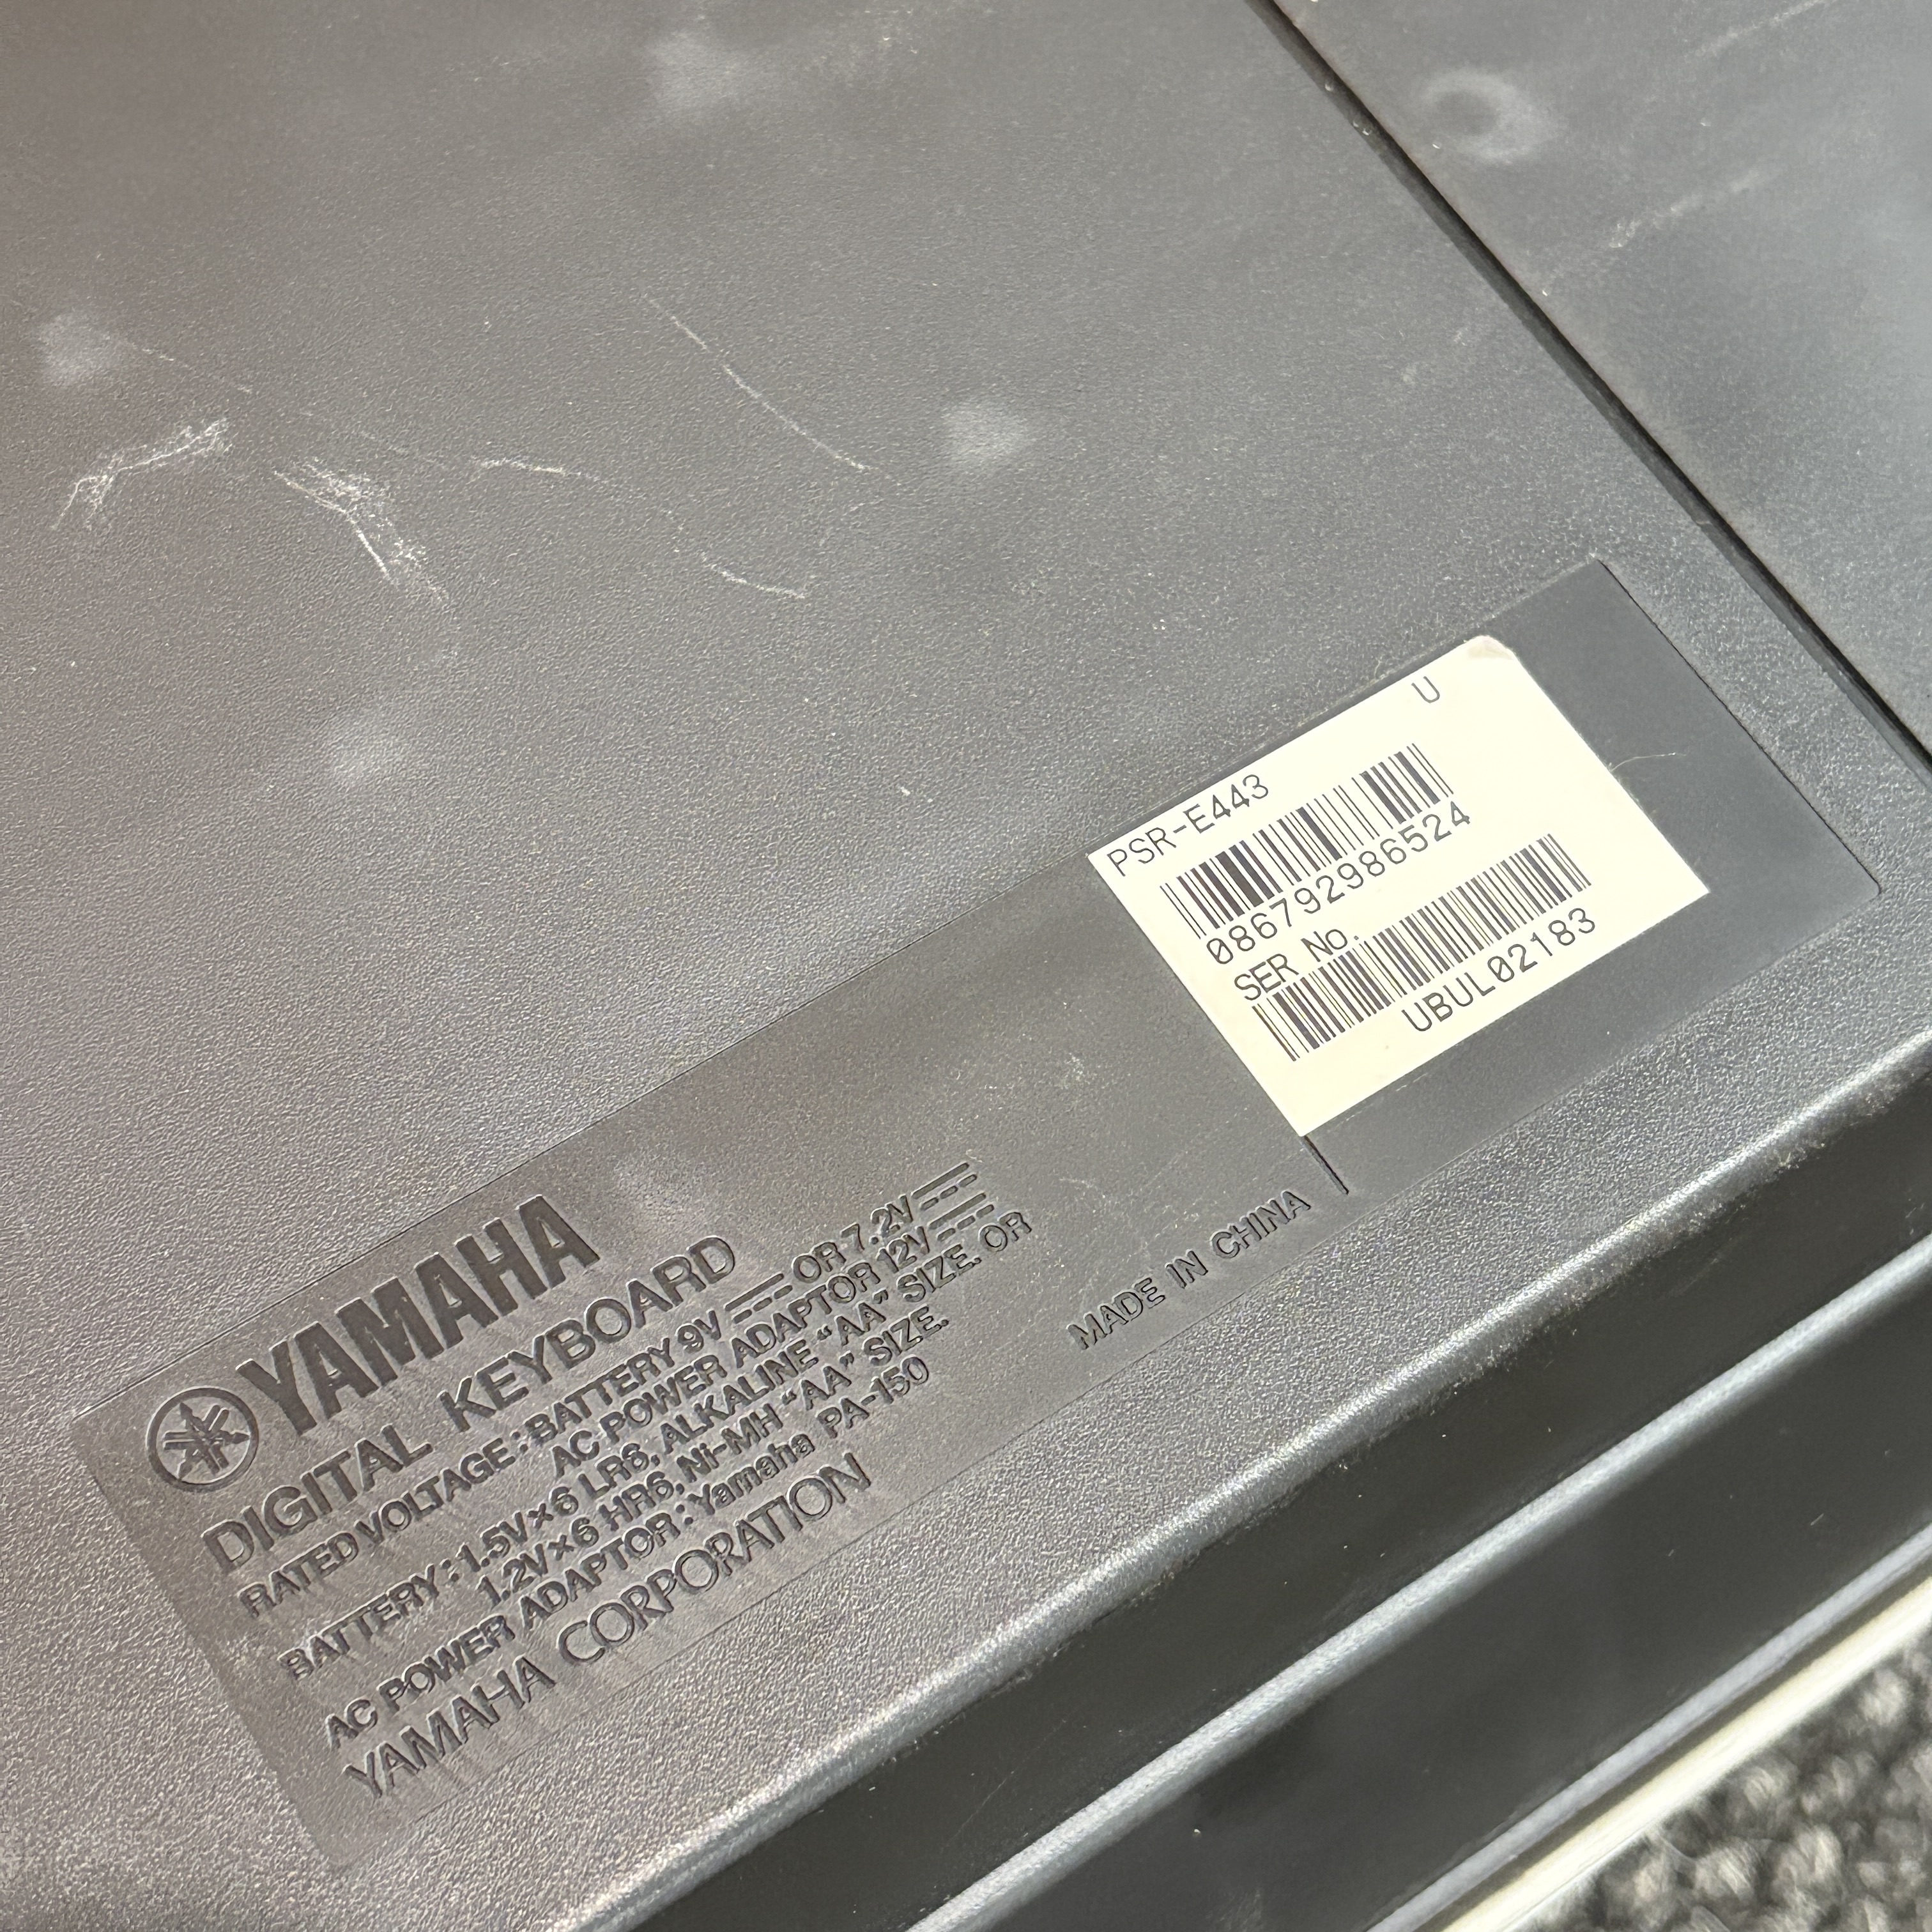 U
PSR-E443
086792986524
SER No.
UBUL02183
YAMAHA
DIGITAL KEYBOARD
RATED VOLTAGE : BATTERY 9V⎓ OR 7.2V⎓
AC POWER ADAPTOR 12V⎓
BATTERY : 1.5V×6 LR6, ALKALINE "AA" SIZE. OR
1.2V×6 HR6, Ni-MH "AA" SIZE.
AC POWER ADAPTOR : Yamaha PA-150
YAMAHA CORPORATION
MADE IN CHINA